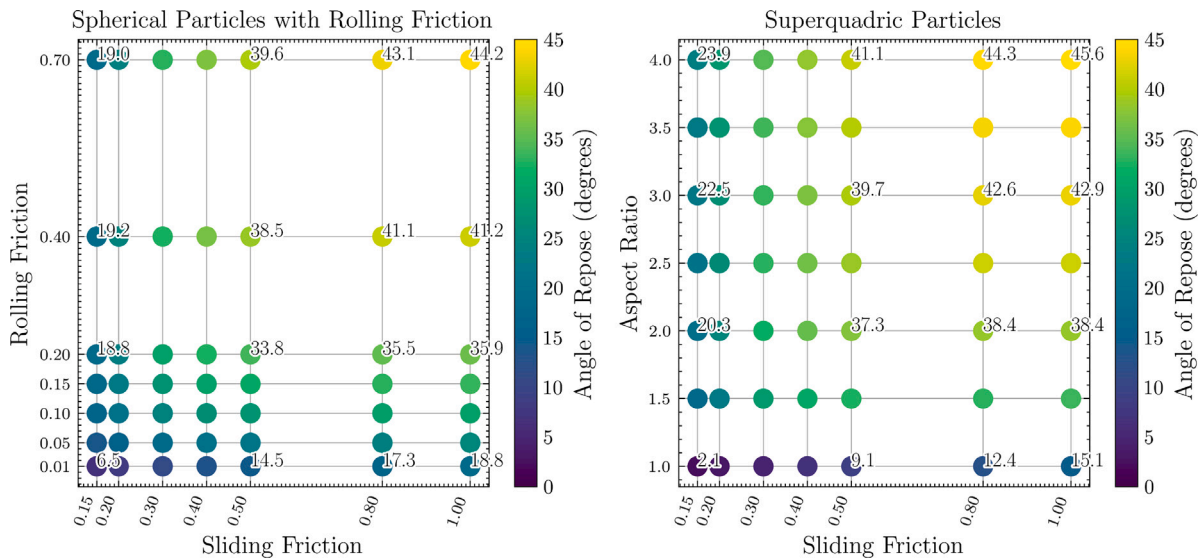 Spherical Particles with Rolling Friction
0.70
19.0 39.6 43.1 44.2
0.40
19.2 38.5 41.1 41.2
0.20
18.8 33.8 35.5 35.9
0.15
0.10
0.05
0.01
6.5 14.5 17.3 18.8
0.15 0.20 0.30 0.40 0.50 0.80 1.00
Rolling Friction
Sliding Friction
45
40
35
30
25
20
15
10
5
0
Angle of Repose (degrees)
Superquadric Particles
4.0
23.9 41.1 44.3 45.6
3.5
3.0
22.5 39.7 42.6 42.9
2.5
2.0
20.3 37.3 38.4 38.4
1.5
1.0
2.1 9.1 12.4 15.1
0.15 0.20 0.30 0.40 0.50 0.80 1.00
Aspect Ratio
Sliding Friction
45
40
35
30
25
20
15
10
5
0
Angle of Repose (degrees)